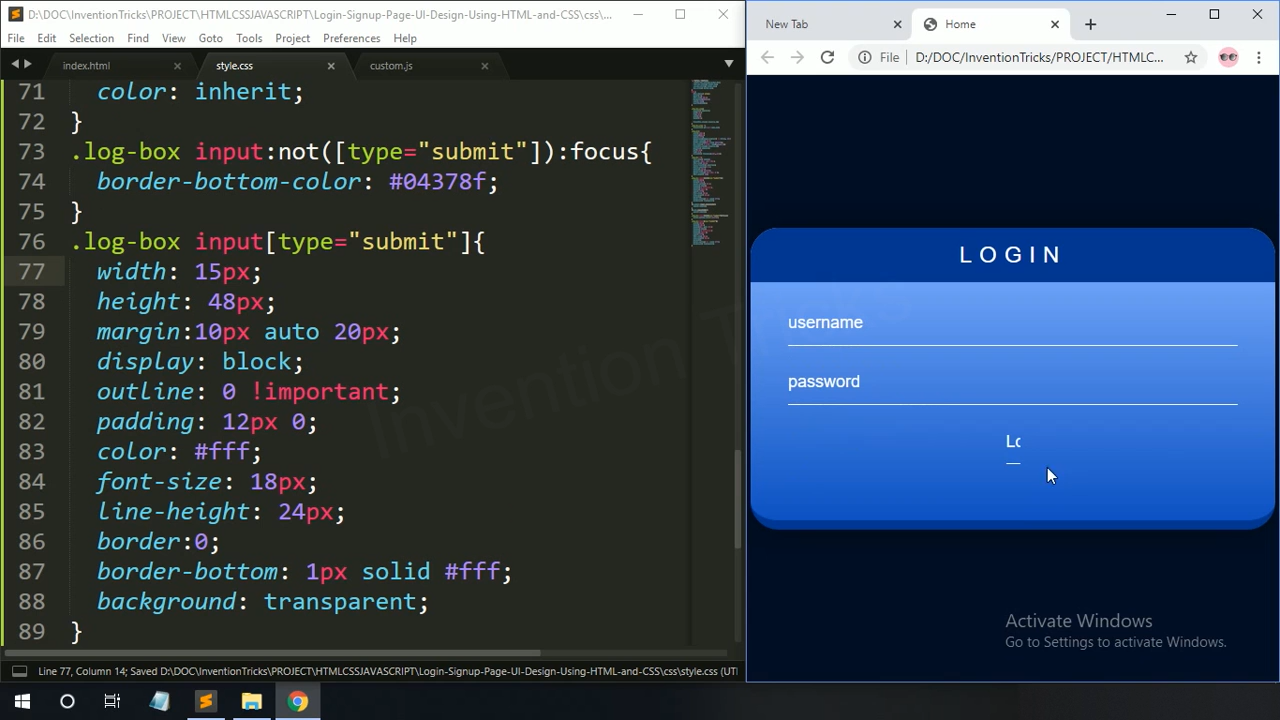 D:\DOC\InventionTricks\PROJECT\HTMLCSSJAVASCRIPT\Login-Signup-Page-UI-Design-Using-HTML-and-CSS\css\...
File Edit Selection Find View Goto Tools Project Preferences Help
index.html style.css custom.js
71 color: inherit;
72 }
73 .log-box input:not([type="submit"]):focus{
74 border-bottom-color: #04378f;
75 }
76 .log-box input[type="submit"]{
77 width: 15px;
78 height: 48px;
79 margin:10px auto 20px;
80 display: block;
81 outline: 0 !important;
82 padding: 12px 0;
83 color: #fff;
84 font-size: 18px;
85 line-height: 24px;
86 border:0;
87 border-bottom: 1px solid #fff;
88 background: transparent;
89 }
Line 77, Column 14; Saved D:\DOC\InventionTricks\PROJECT\HTMLCSSJAVASCRIPT\Login-Signup-Page-UI-Design-Using-HTML-and-CSS\css\style.css (UT
New Tab Home
File D:/DOC/InventionTricks/PROJECT/HTMLC...
LOGIN
username
password
Lo
Invention Tricks
Activate Windows
Go to Settings to activate Windows.